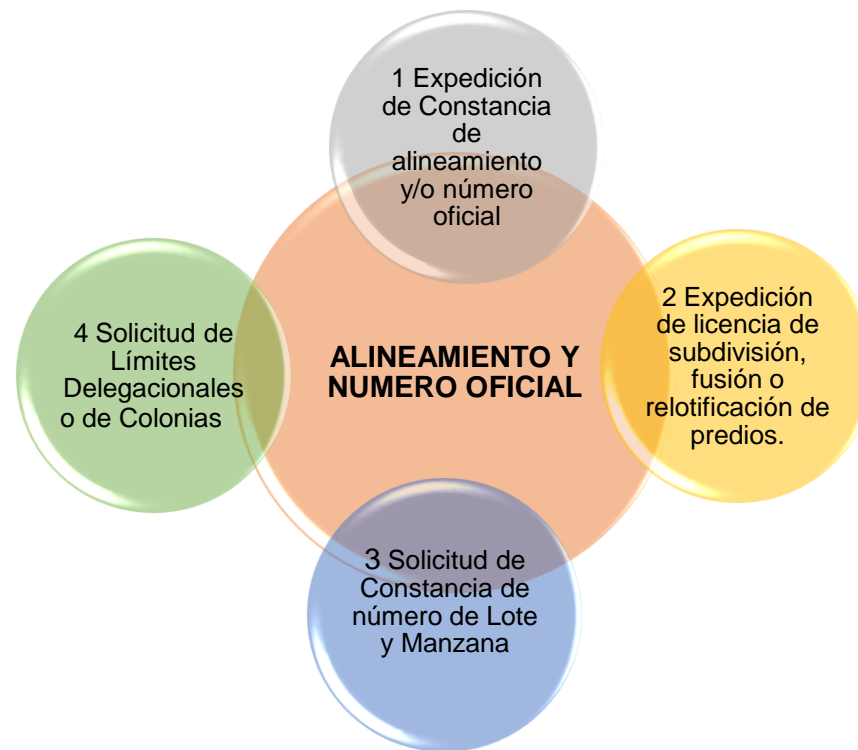 1 Expedición
de Constancia
de
alineamiento
y/o número
oficial
2 Expedición
de licencia de
subdivisión,
fusión o
relotificación de
predios.
3 Solicitud de
Constancia de
número de Lote
y Manzana
4 Solicitud de
Límites
Delegacionales
o de Colonias
ALINEAMIENTO Y
NUMERO OFICIAL